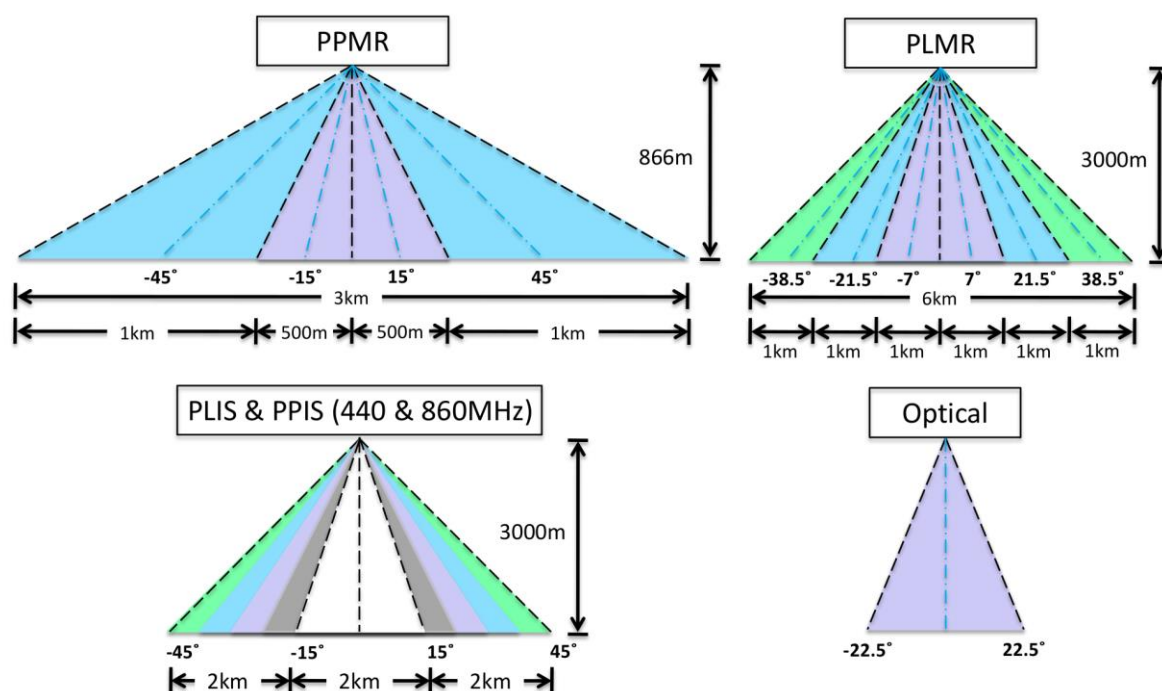 PPMR
866m
-45˚ -15˚ 15˚ 45˚
3km
1km 500m 500m 1km
PLMR
3000m
-38.5˚ -21.5˚ -7˚ 7˚ 21.5˚ 38.5˚
6km
1km 1km 1km 1km 1km 1km
PLIS & PPIS (440 & 860MHz)
3000m
-45˚ -15˚ 15˚ 45˚
2km 2km 2km
Optical
-22.5˚ 22.5˚